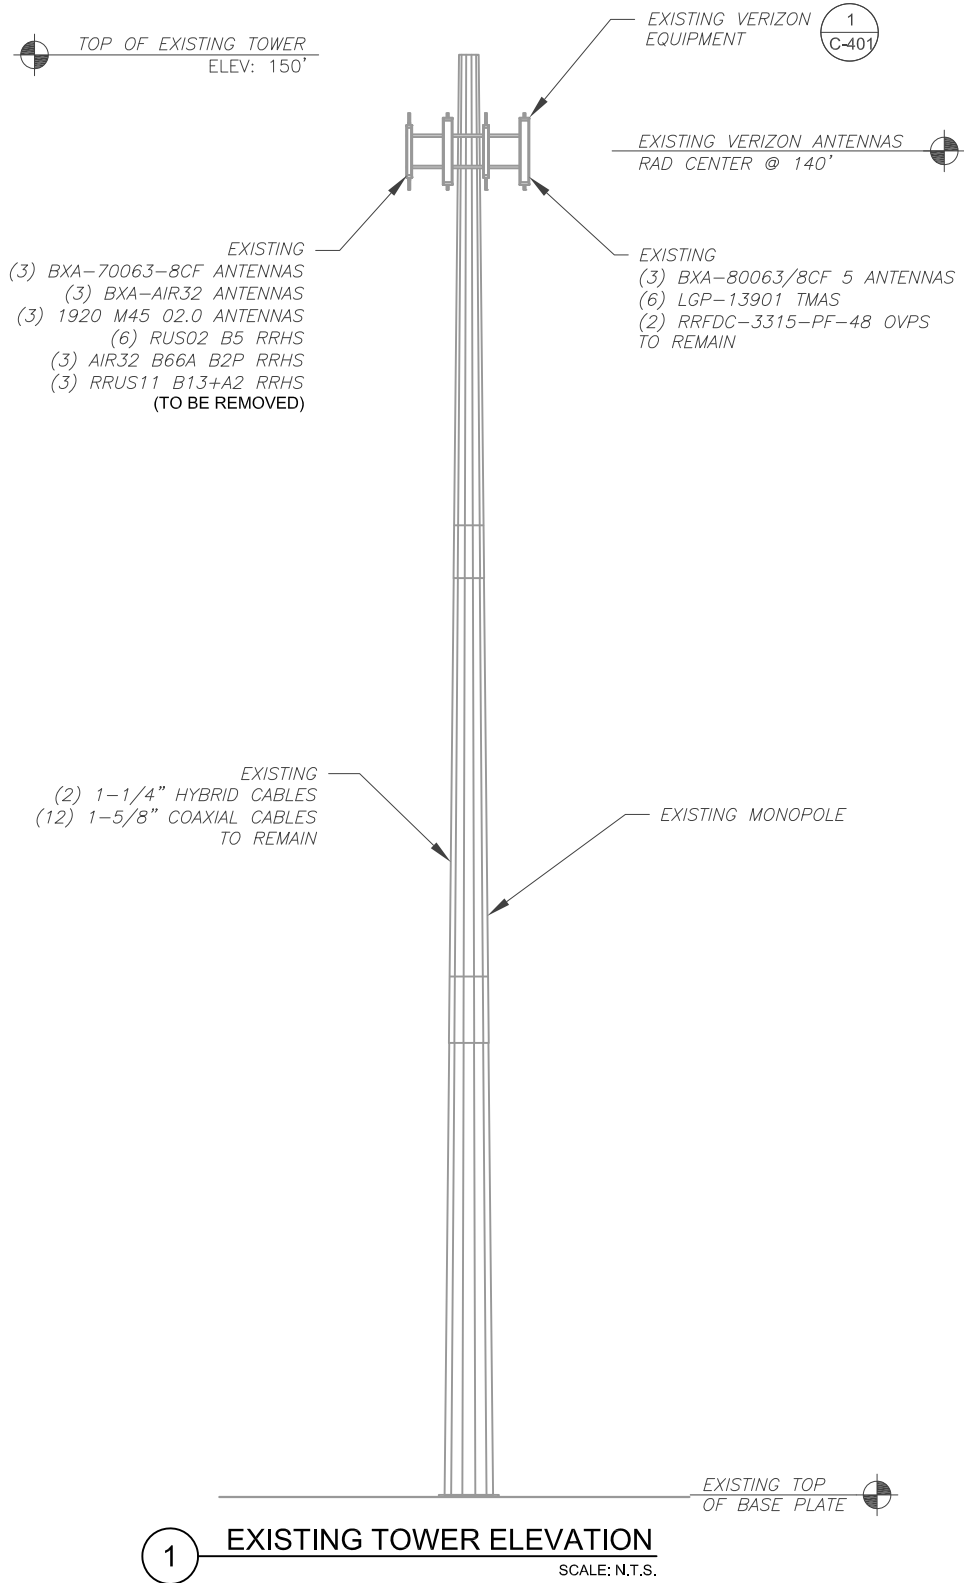 EXISTING VERIZON
EQUIPMENT
1
C-401
TOP OF EXISTING TOWER
ELEV: 150'
EXISTING VERIZON ANTENNAS
RAD CENTER @ 140'
EXISTING
(3) BXA-70063-8CF ANTENNAS
(3) BXA-AIR32 ANTENNAS
(3) 1920 M45 02.0 ANTENNAS
(6) RUS02 B5 RRHS
(3) AIR32 B66A B2P RRHS
(3) RRUS11 B13+A2 RRHS
(TO BE REMOVED)
EXISTING
(3) BXA-80063/8CF 5 ANTENNAS
(6) LGP-13901 TMAS
(2) RRFDC-3315-PF-48 OVPS
TO REMAIN
EXISTING
(2) 1-1/4" HYBRID CABLES
(12) 1-5/8" COAXIAL CABLES
TO REMAIN
EXISTING MONOPOLE
EXISTING TOP
OF BASE PLATE
1
EXISTING TOWER ELEVATION
SCALE: N.T.S.